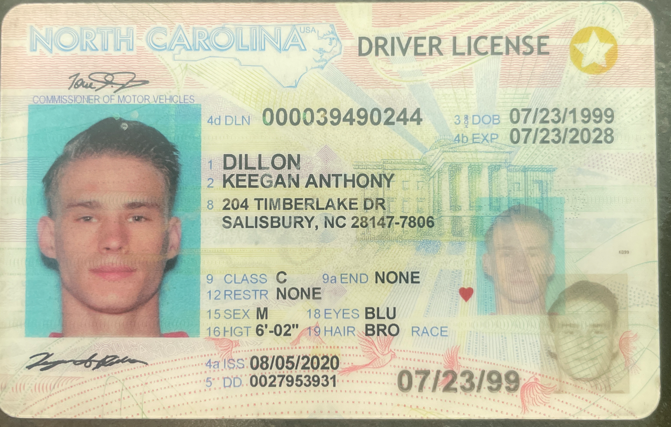 NORTH CAROLINA USA DRIVER LICENSE
COMMISSIONER OF MOTOR VEHICLES
4d DLN 000039490244
3 DOB 07/23/1999
4b EXP 07/23/2028
1 DILLON
2 KEEGAN ANTHONY
8 204 TIMBERLAKE DR
SALISBURY, NC 28147-7806
9 CLASS C 9a END NONE
12 RESTR NONE
15 SEX M 18 EYES BLU
16 HGT 6'-02" 19 HAIR BRO RACE
4a ISS 08/05/2020
5 DD 0027953931
07/23/99